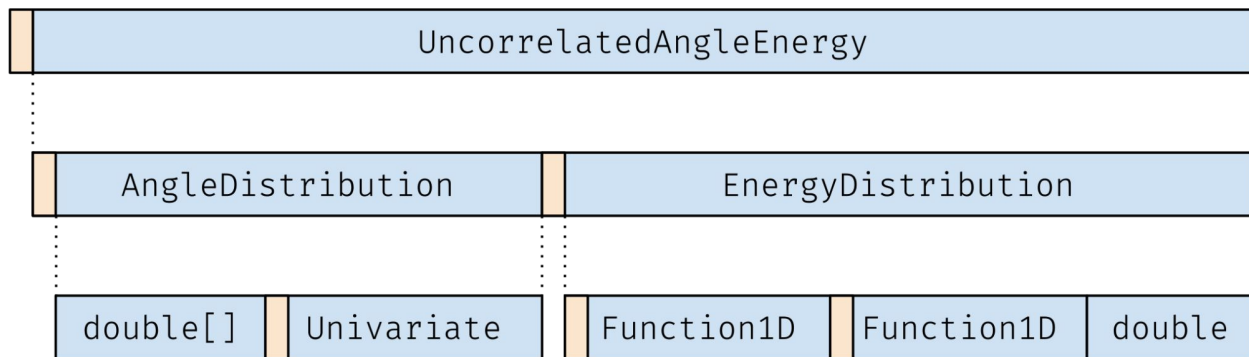 UncorrelatedAngleEnergy
AngleDistribution EnergyDistribution
double[] Univariate Function1D Function1D double